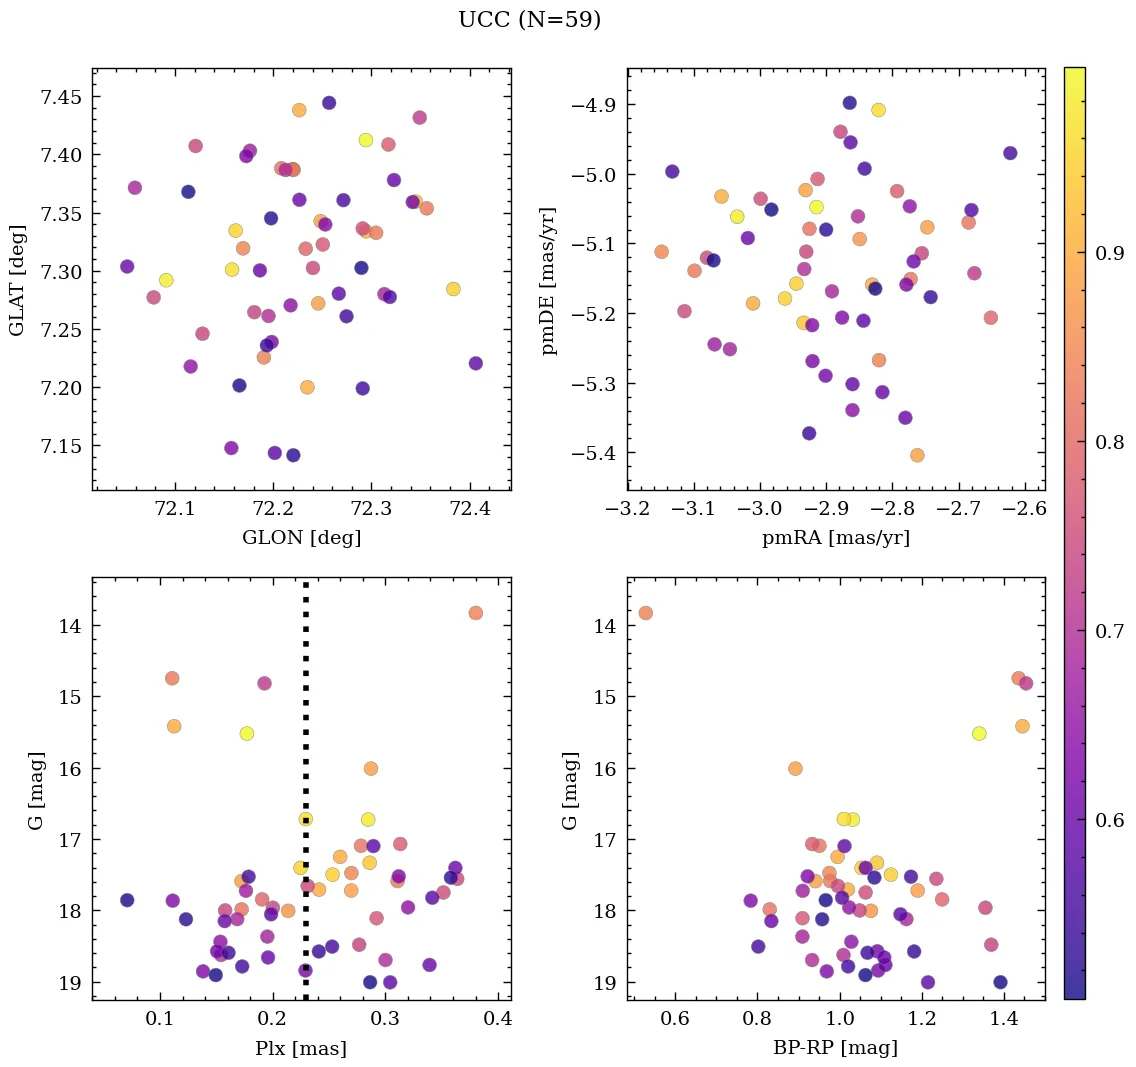 UCC (N=59)
7.45
7.40
7.35
7.30
7.25
7.20
7.15
GLAT [deg]
72.1 72.2 72.3 72.4
GLON [deg]
−4.9
−5.0
−5.1
−5.2
−5.3
−5.4
pmDE [mas/yr]
−3.2 −3.1 −3.0 −2.9 −2.8 −2.7 −2.6
pmRA [mas/yr]
14
15
16
17
18
19
G [mag]
0.1 0.2 0.3 0.4
Plx [mas]
14
15
16
17
18
19
G [mag]
0.6 0.8 1.0 1.2 1.4
BP-RP [mag]
0.9
0.8
0.7
0.6